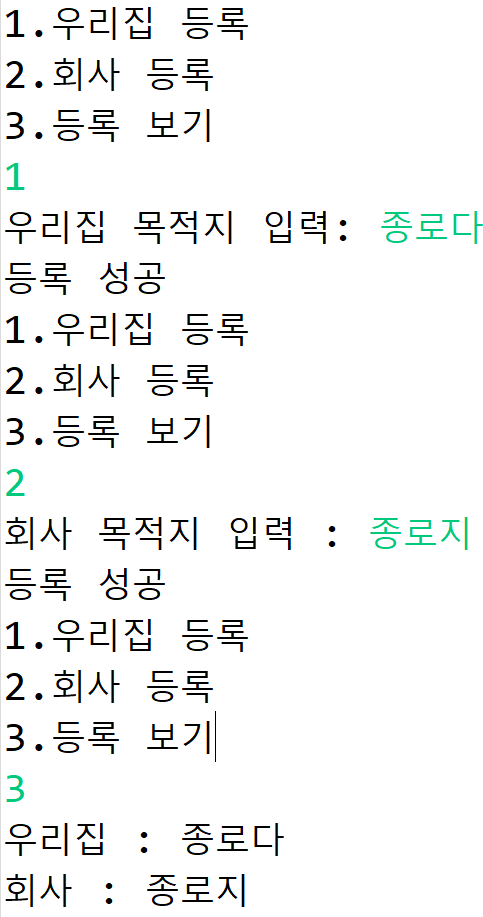 1.우리집 등록
2.회사 등록
3.등록 보기
1
우리집 목적지 입력: 종로다
등록 성공
1.우리집 등록
2.회사 등록
3.등록 보기
2
회사 목적지 입력 : 종로지
등록 성공
1.우리집 등록
2.회사 등록
3.등록 보기
3
우리집 : 종로다
회사 : 종로지